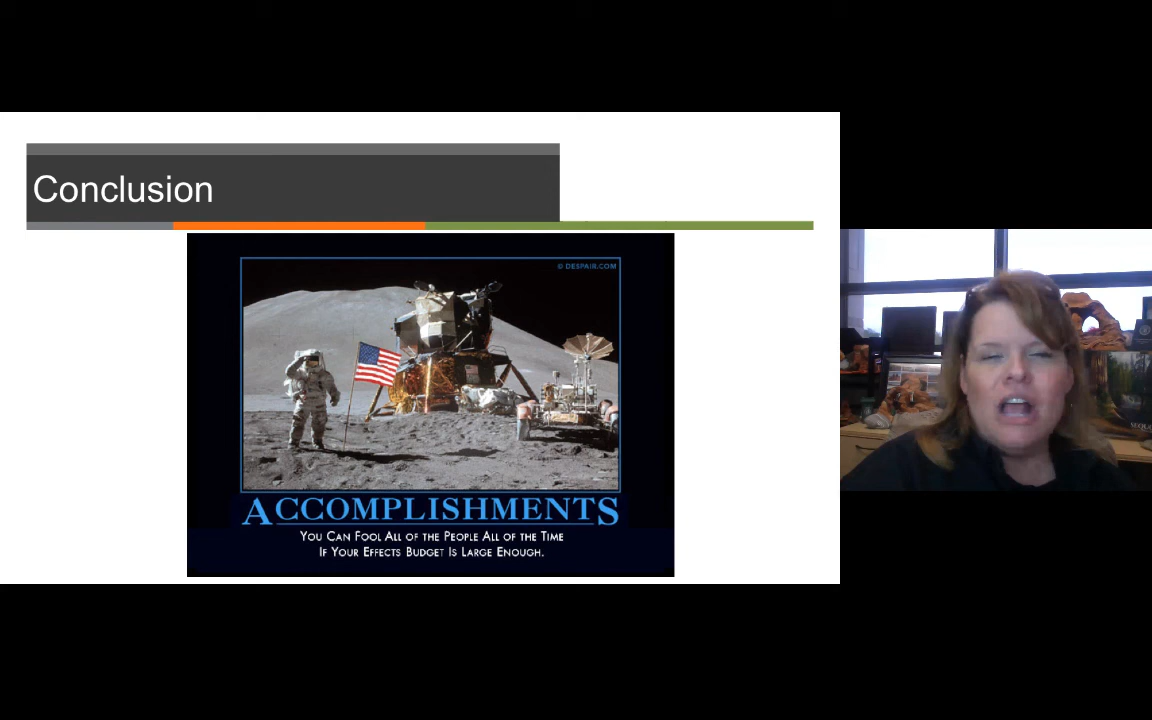 Conclusion
© DESPAIR.COM
ACCOMPLISHMENTS
YOU CAN FOOL ALL OF THE PEOPLE ALL OF THE TIME
IF YOUR EFFECTS BUDGET IS LARGE ENOUGH.
SEQUO